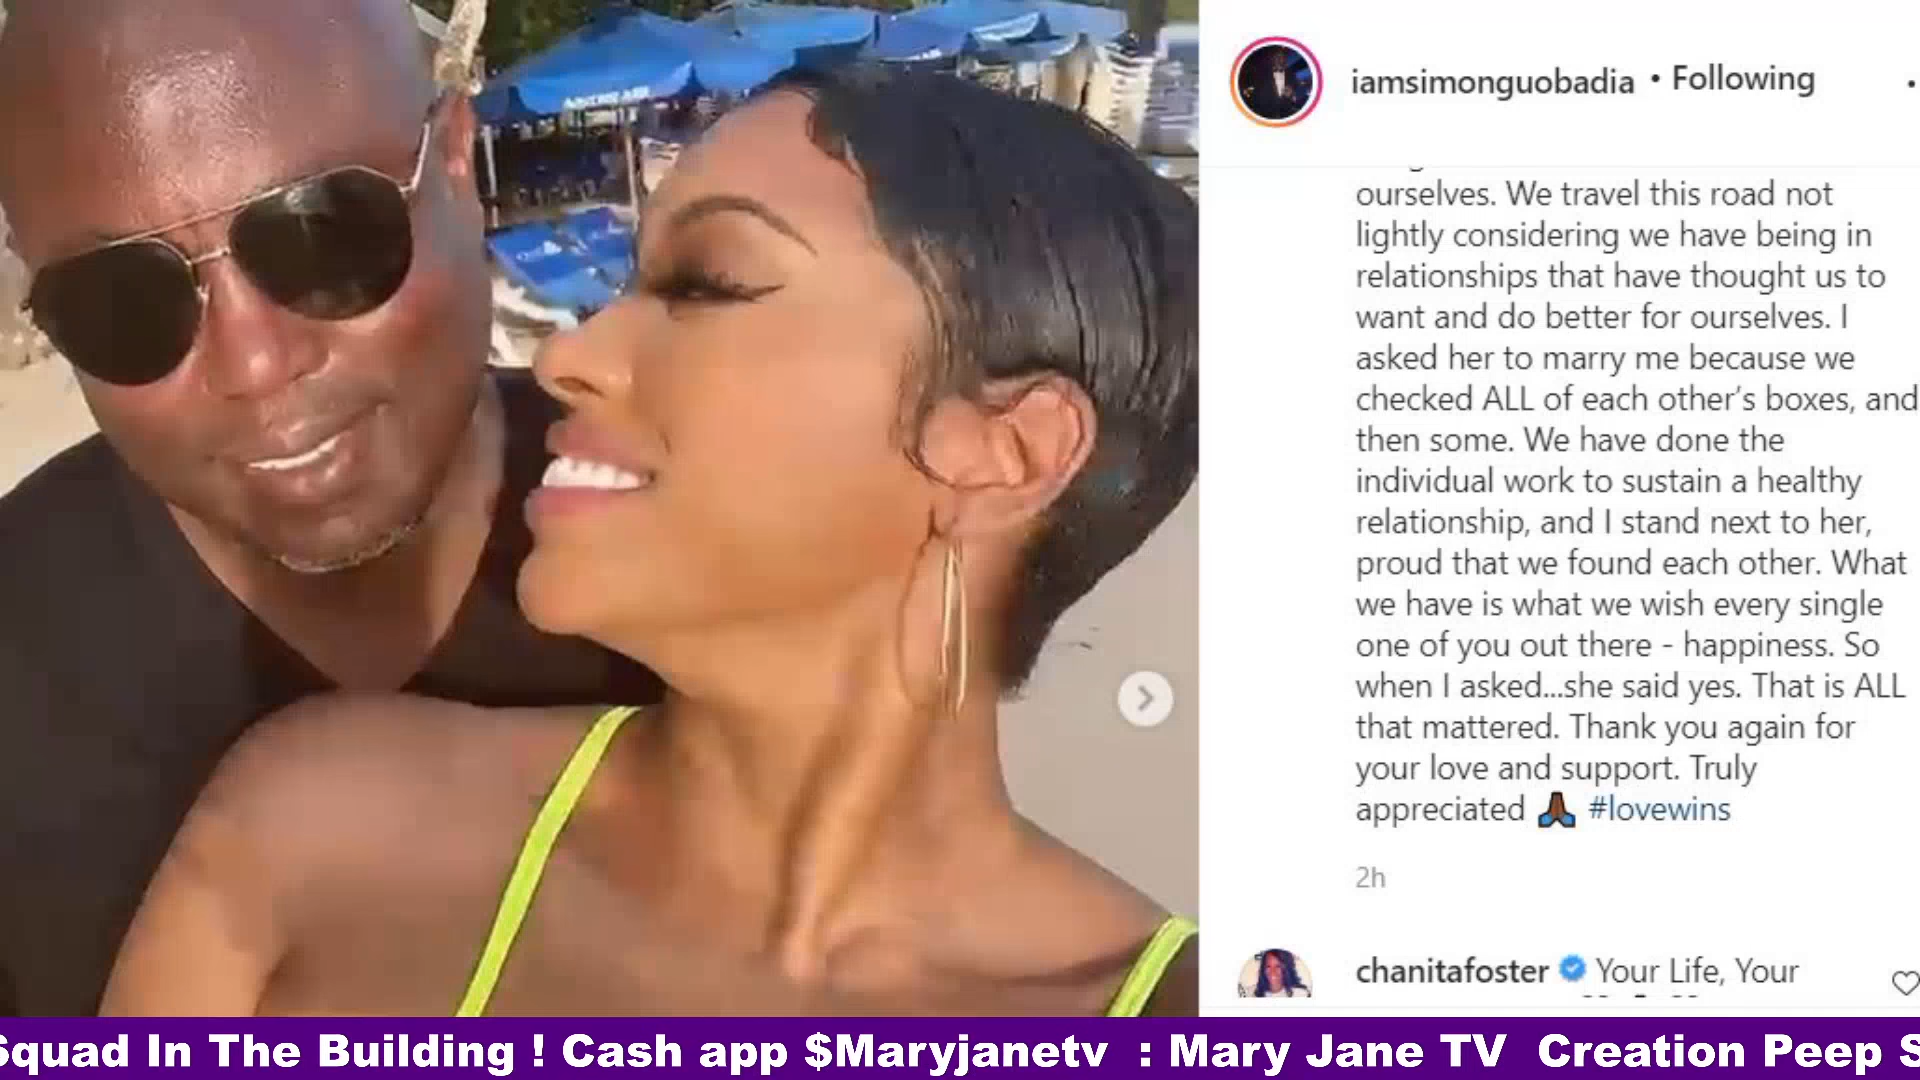 iamsimonguobadia • Following
ourselves. We travel this road not
lightly considering we have being in
relationships that have thought us to
want and do better for ourselves. I
asked her to marry me because we
checked ALL of each other’s boxes, and
then some. We have done the
individual work to sustain a healthy
relationship, and I stand next to her,
proud that we found each other. What
we have is what we wish every single
one of you out there - happiness. So
when I asked...she said yes. That is ALL
that mattered. Thank you again for
your love and support. Truly
appreciated 🙏🏾 #lovewins
2h
chanitafoster Your Life, Your
Squad In The Building ! Cash app $Maryjanetv : Mary Jane TV Creation Peep S